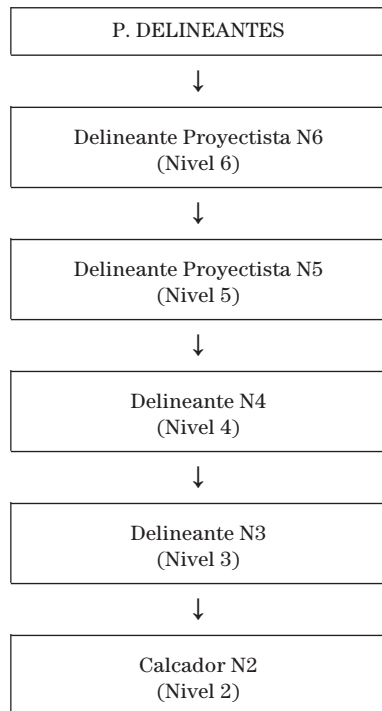 P. DELINEANTES
↓
Delineante Proyectista N6
(Nivel 6)
↓
Delineante Proyectista N5
(Nivel 5)
↓
Delineante N4
(Nivel 4)
↓
Delineante N3
(Nivel 3)
↓
Calcador N2
(Nivel 2)